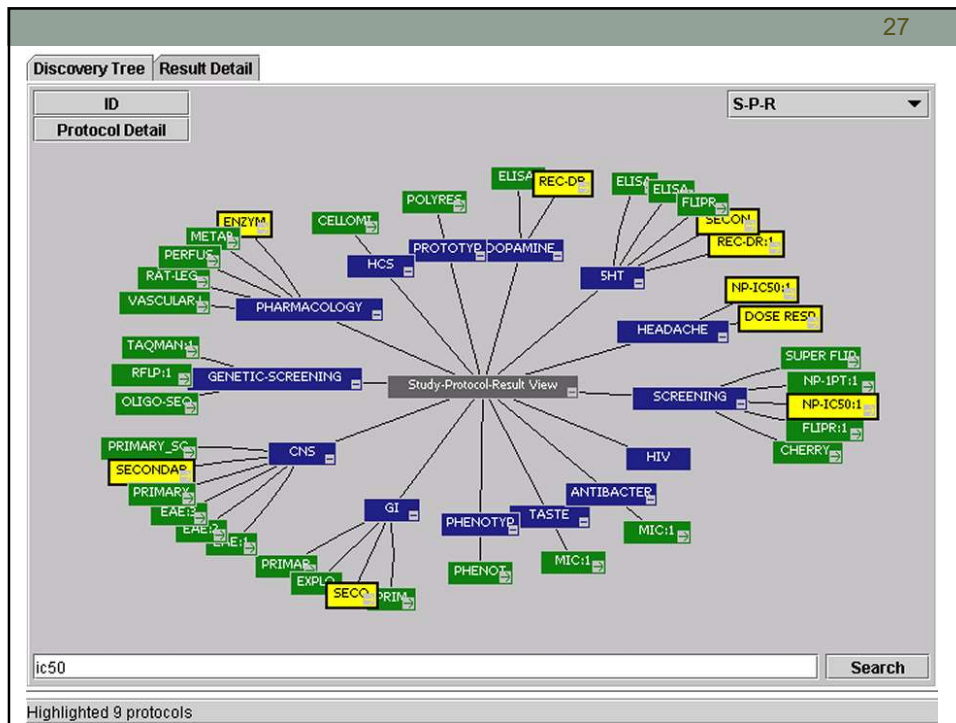 27
Discovery Tree Result Detail
ID
S-P-R
Protocol Detail
ELISA
REC-DR
ELISA
ELISA
FLIPR
POLYRES
CELLOMI
ENZYM
SECON
METAB
REC-DR:1
PERFUS
PROTOTYP
DOPAMINE
HCS
5HT
RAT-LEG
NP-IC50:1
VASCULAR-I
PHARMACOLOGY
DOSE RESP
HEADACHE
TAQMAN:1
SUPER FLIP
RFLP:1
GENETIC-SCREENING
Study-Protocol-Result View
NP-1PT:1
SCREENING
OLIGO-SEQ
NP-IC50:1
FLIPR:1
PRIMARY_SC
CNS
HIV
CHERRY
SECONDAR
PRIMARY
ANTIBACTER
EAE:3
GI
TASTE
PHENOTYP
EAE:2
MIC:1
EAE:1
PRIMAR
MIC:1
EXPLO
PHENOT
SECO
PRIM
ic50
Search
Highlighted 9 protocols